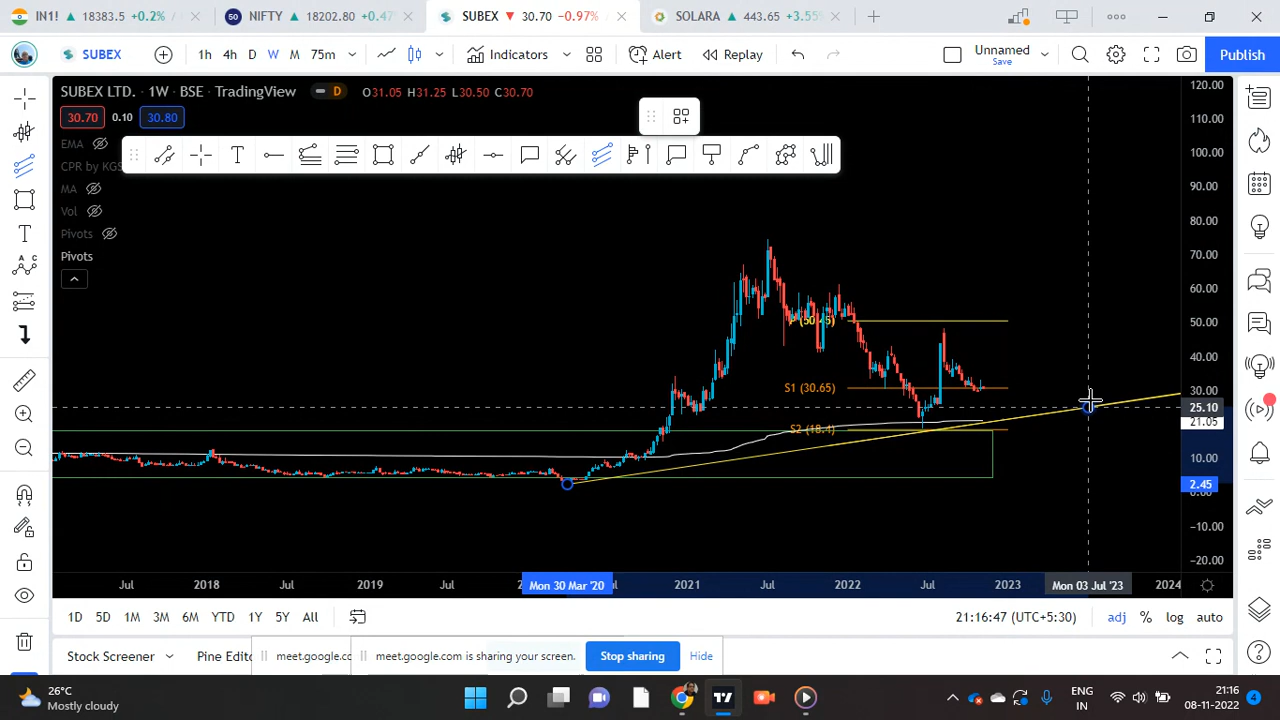 IN1! ▲ 18383.5 +0.2%
50 NIFTY ▲ 18202.80 +0.47%
SUBEX ▼ 30.70 −0.97%
SOLARA ▲ 443.65 +3.55%
SUBEX 1h 4h D W M 75m Indicators Alert Replay Unnamed Save Publish
SUBEX LTD. · 1W · BSE · TradingView D O31.05 H31.25 L30.50 C30.70
30.70 0.10 30.80
EMA
CPR by KGS
MA
Vol
Pivots
Pivots
S1 (30.65)
S2 (18.4)
120.00
110.00
100.00
90.00
80.00
70.00
60.00
50.00
40.00
30.00
25.10
21.05
10.00
2.45
0.00
−10.00
−20.00
Jul 2018 Jul 2019 Jul Mon 30 Mar '20 2021 Jul 2022 Jul 2023 Mon 03 Jul '23 2024
1D 5D 1M 3M 6M YTD 1Y 5Y All 21:16:47 (UTC+5:30) adj % log auto
Stock Screener Pine Edito meet.google.co meet.google.com is sharing your screen. Stop sharing Hide
26°C
Mostly cloudy
ENG
IN
21:16
08-11-2022
4